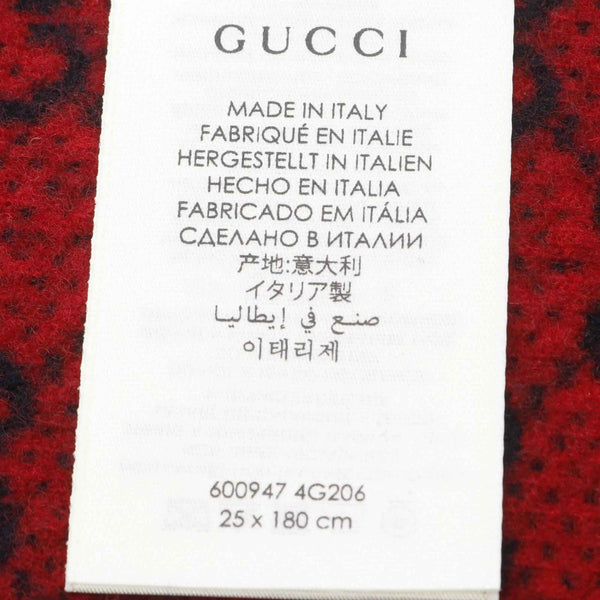 GUCCI
MADE IN ITALY
FABRIQUÉ EN ITALIE
HERGESTELLT IN ITALIEN
HECHO EN ITALIA
FABRICADO EM ITÁLIA
СДЕЛАНО В ИТАЛИИ
产地:意大利
イタリア製
صنع في إيطاليا
이태리제
600947 4G206
25 x 180 cm